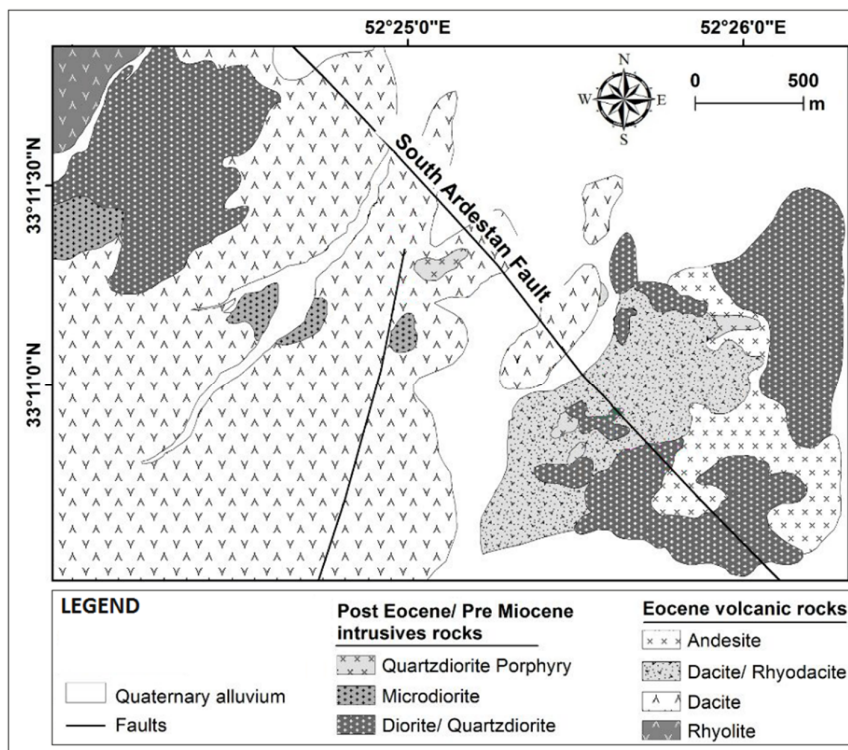 52°25'0"E
52°26'0"E
N
W E
S
0 500
m
33°11'30"N
33°11'0"N
South Ardestan Fault
LEGEND
Quaternary alluvium
Faults
Post Eocene/ Pre Miocene
intrusives rocks
Quartzdiorite Porphyry
Microdiorite
Diorite/ Quartzdiorite
Eocene volcanic rocks
Andesite
Dacite/ Rhyodacite
Dacite
Rhyolite